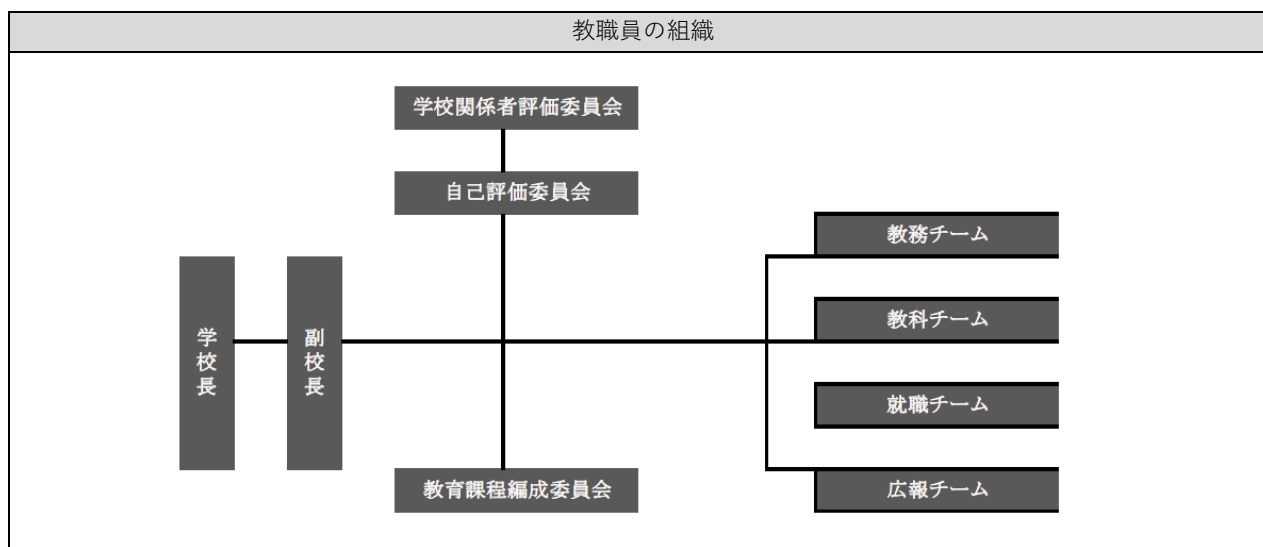 教職員の組織
学校関係者評価委員会
自己評価委員会
教務チーム
学校長
副校長
教科チーム
就職チーム
教育課程編成委員会
広報チーム